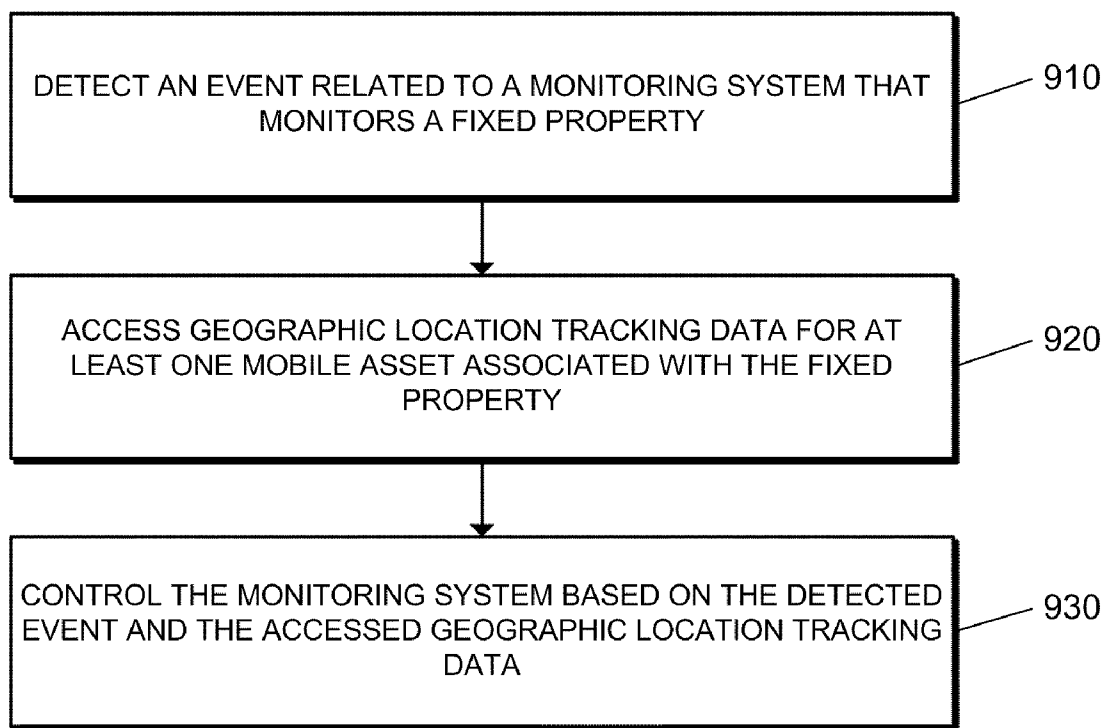 DETECT AN EVENT RELATED TO A MONITORING SYSTEM THAT
MONITORS A FIXED PROPERTY
910
ACCESS GEOGRAPHIC LOCATION TRACKING DATA FOR AT
LEAST ONE MOBILE ASSET ASSOCIATED WITH THE FIXED
PROPERTY
920
CONTROL THE MONITORING SYSTEM BASED ON THE DETECTED
EVENT AND THE ACCESSED GEOGRAPHIC LOCATION TRACKING
DATA
930